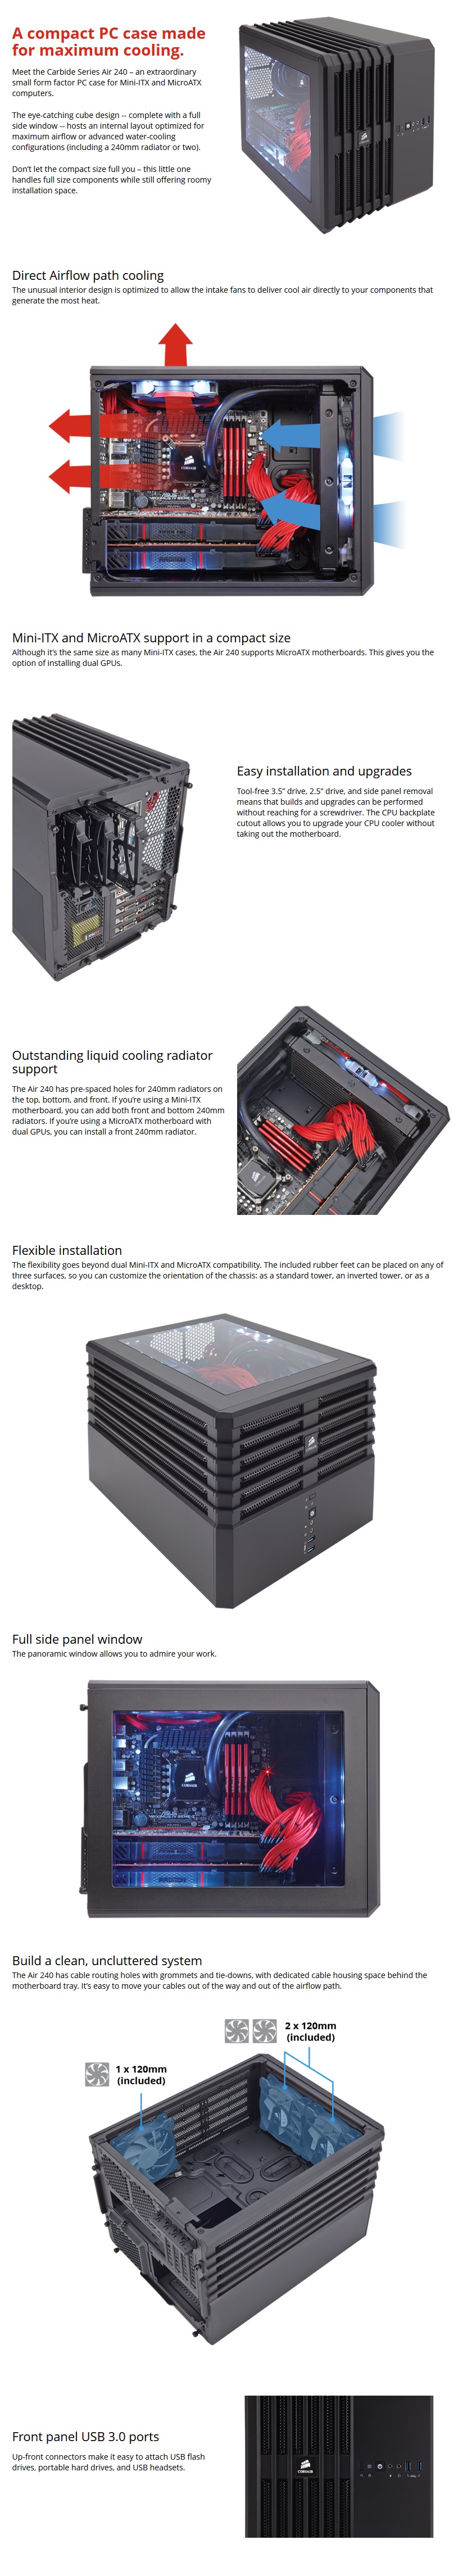 A compact PC case made
for maximum cooling.
Meet the Carbide Series Air 240 – an extraordinary
small form factor PC case for Mini-ITX and MicroATX
computers.
The eye-catching cube design -- complete with a full
side window -- hosts an internal layout optimized for
maximum airflow or advanced water-cooling
configurations (including a 240mm radiator or two).
Don't let the compact size full you – this little one
handles full size components while still offering roomy
installation space.
Direct Airflow path cooling
The unusual interior design is optimized to allow the intake fans to deliver cool air directly to your components that
generate the most heat.
CORSAIR
Mini-ITX and MicroATX support in a compact size
Although it's the same size as many Mini-ITX cases, the Air 240 supports MicroATX motherboards. This gives you the
option of installing dual GPUs.
Easy installation and upgrades
Tool-free 3.5" drive, 2.5" drive, and side panel removal
means that builds and upgrades can be performed
without reaching for a screwdriver. The CPU backplate
cutout allows you to upgrade your CPU cooler without
taking out the motherboard.
Outstanding liquid cooling radiator
support
The Air 240 has pre-spaced holes for 240mm radiators on
the top, bottom, and front. If you're using a Mini-ITX
motherboard, you can add both front and bottom 240mm
radiators. If you're using a MicroATX motherboard with
dual GPUs, you can install a front 240mm radiator.
Flexible installation
The flexibility goes beyond dual Mini-ITX and MicroATX compatibility. The included rubber feet can be placed on any of
three surfaces, so you can customize the orientation of the chassis: as a standard tower, an inverted tower, or as a
desktop.
Full side panel window
The panoramic window allows you to admire your work.
CORSAIR
Build a clean, uncluttered system
The Air 240 has cable routing holes with grommets and tie-downs, with dedicated cable housing space behind the
motherboard tray. It's easy to move your cables out of the way and out of the airflow path.
2 x 120mm
(included)
1 x 120mm
(included)
Front panel USB 3.0 ports
Up-front connectors make it easy to attach USB flash
drives, portable hard drives, and USB headsets.
CORSAIR